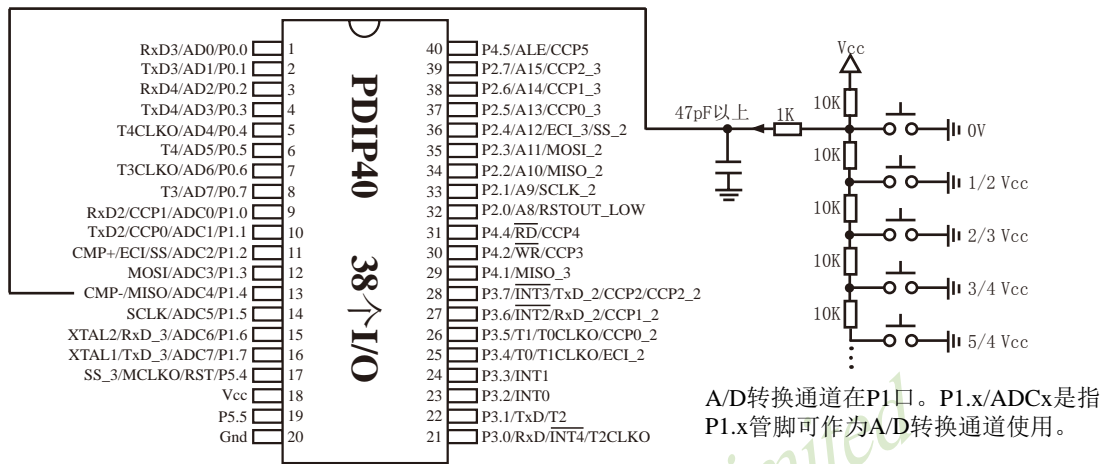 RxD3/AD0/P0.0 1
TxD3/AD1/P0.1 2
RxD4/AD2/P0.2 3
TxD4/AD3/P0.3 4
T4CLKO/AD4/P0.4 5
T4/AD5/P0.5 6
T3CLKO/AD6/P0.6 7
T3/AD7/P0.7 8
RxD2/CCP1/ADC0/P1.0 9
TxD2/CCP0/ADC1/P1.1 10
CMP+/ECI/SS/ADC2/P1.2 11
MOSI/ADC3/P1.3 12
CMP-/MISO/ADC4/P1.4 13
SCLK/ADC5/P1.5 14
XTAL2/RxD_3/ADC6/P1.6 15
XTAL1/TxD_3/ADC7/P1.7 16
SS_3/MCLKO/RST/P5.4 17
Vcc 18
P5.5 19
Gnd 20
PDIP40 38个I/O
40 P4.5/ALE/CCP5
39 P2.7/A15/CCP2_3
38 P2.6/A14/CCP1_3
37 P2.5/A13/CCP0_3
36 P2.4/A12/ECI_3/SS_2
35 P2.3/A11/MOSI_2
34 P2.2/A10/MISO_2
33 P2.1/A9/SCLK_2
32 P2.0/A8/RSTOUT_LOW
31 P4.4/RD/CCP4
30 P4.2/WR/CCP3
29 P4.1/MISO_3
28 P3.7/INT3/TxD_2/CCP2/CCP2_2
27 P3.6/INT2/RxD_2/CCP1_2
26 P3.5/T1/T0CLKO/CCP0_2
25 P3.4/T0/T1CLKO/ECI_2
24 P3.3/INT1
23 P3.2/INT0
22 P3.1/TxD/T2
21 P3.0/RxD/INT4/T2CLKO
Vcc
10K
47pF以上 1K
0V
10K
1/2 Vcc
10K
2/3 Vcc
10K
3/4 Vcc
10K
5/4 Vcc
A/D转换通道在P1口。P1.x/ADCx是指
P1.x管脚可作为A/D转换通道使用。